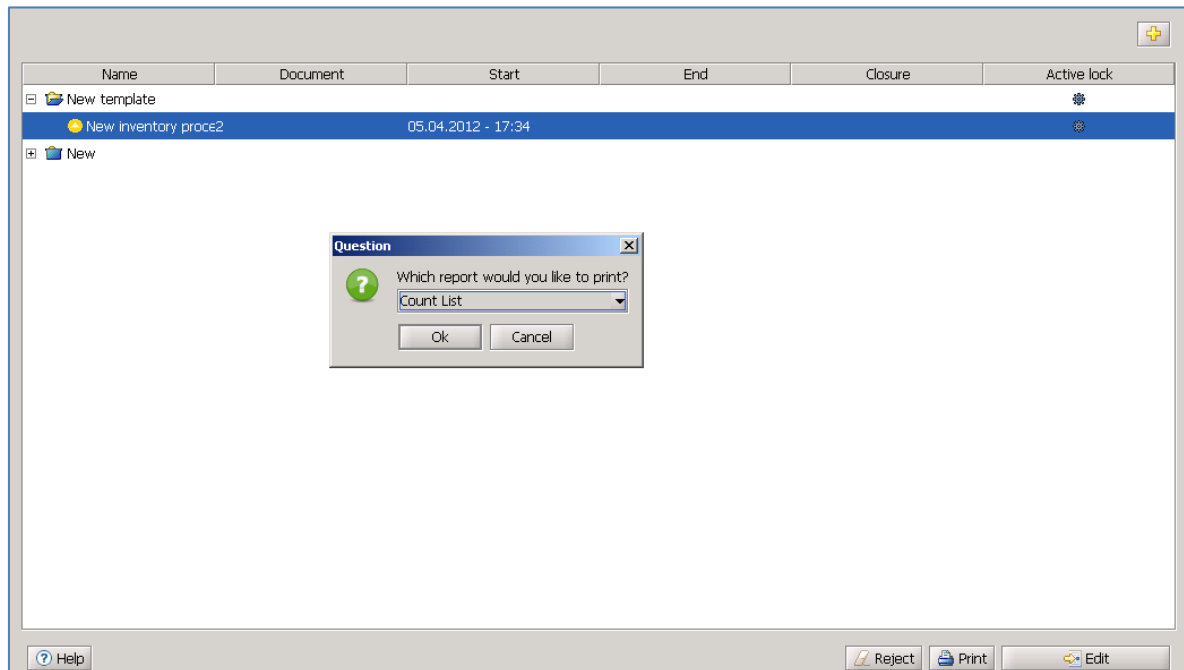 Name Document Start End Closure Active lock
New template
New inventory proce2 05.04.2012 - 17:34
New
Question
Which report would you like to print?
Count List
Ok Cancel
Help Reject Print Edit